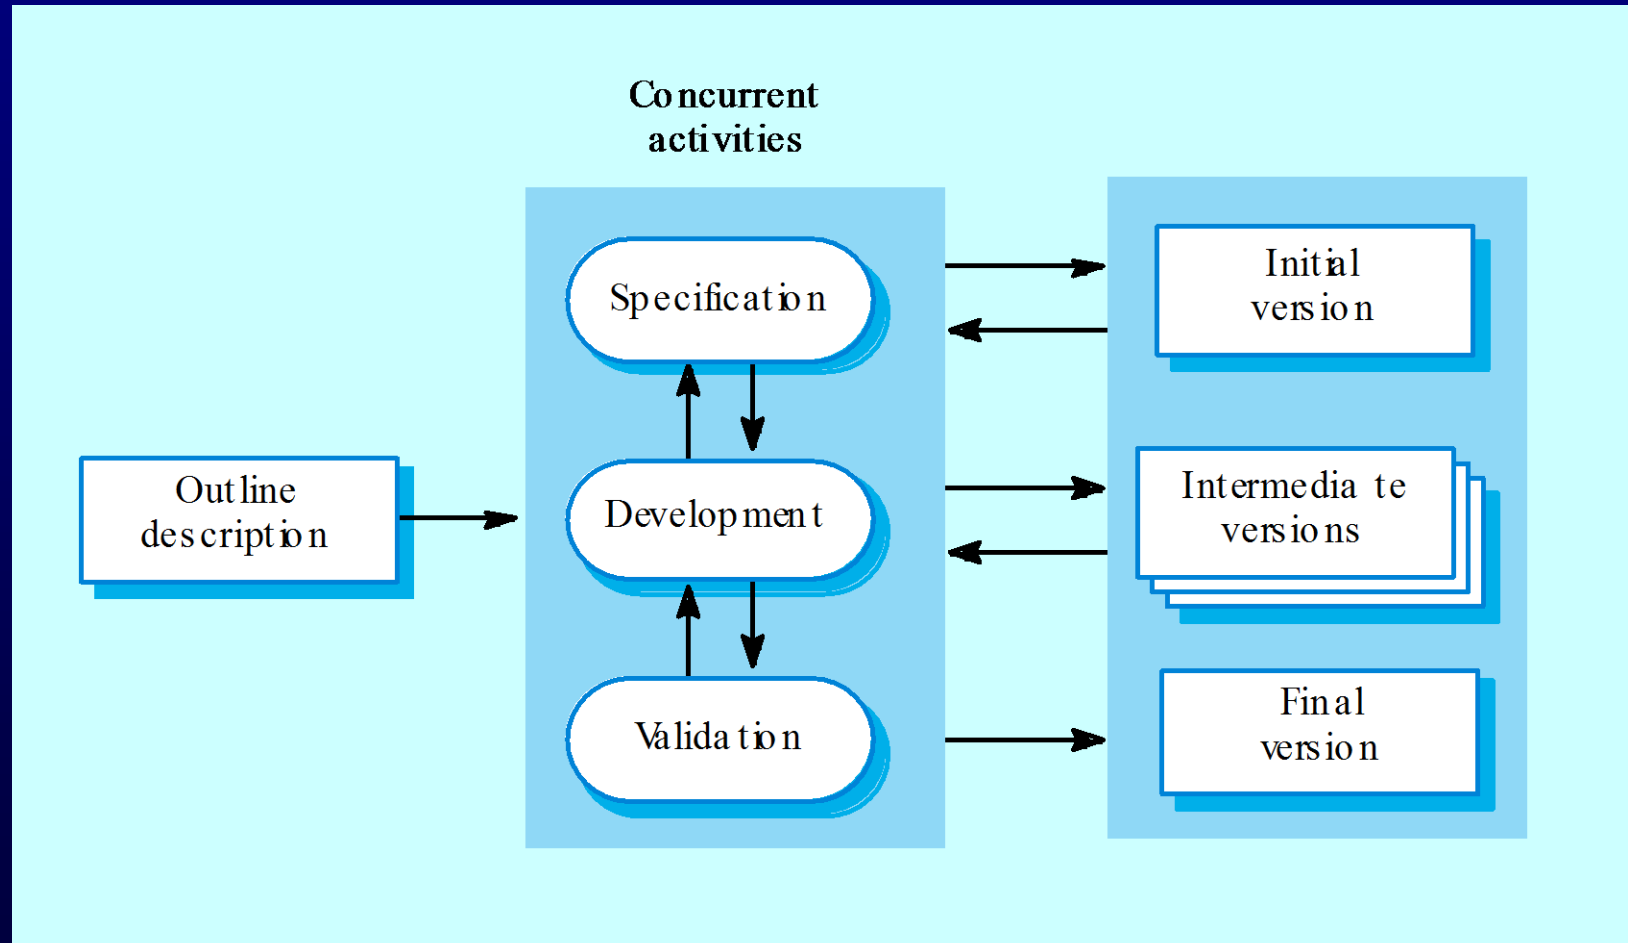 Concurrent
activities
Specification
Initial
version
Outline
description
Development
Intermediate
versions
Validation
Final
version